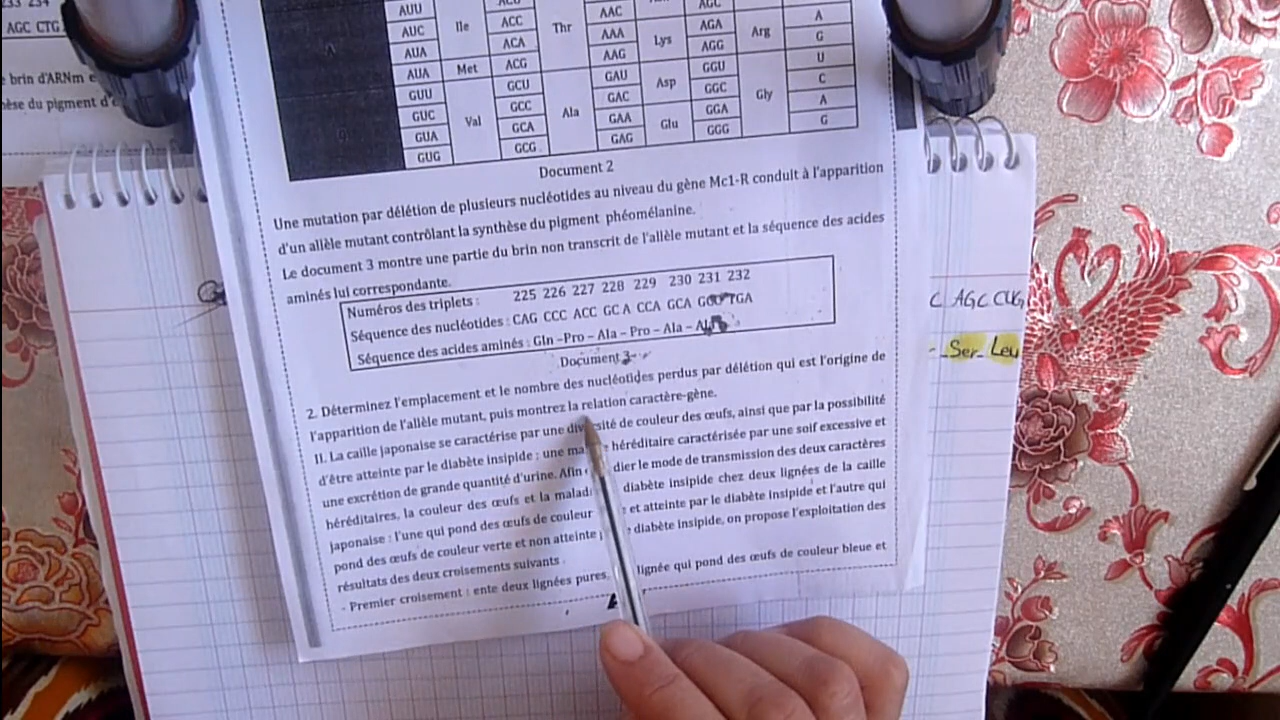 AGC CTG
AUU
AUC
AUA
AUA
GUU
GUC
GUA
GUG
Ile
Met
Val
ACC
ACA
ACG
GCU
GCC
GCA
GCG
Thr
Ala
AAC
AAA
AAG
GAU
GAC
GAA
GAG
Lys
Asp
Glu
AGA
AGG
GGU
GGC
GGA
GGG
Arg
Gly
A
G
U
C
A
G
e brin d'ARNm e
èse du pigment d'e
Document 2
Une mutation par délétion de plusieurs nucléotides au niveau du gène Mc1-R conduit à l'apparition
d'un allèle mutant contrôlant la synthèse du pigment phéomélanine.
Le document 3 montre une partie du brin non transcrit de l'allèle mutant et la séquence des acides
aminés lui correspondante.
Numéros des triplets : 225 226 227 228 229 230 231 232
Séquence des nucléotides : CAG CCC ACC GC A CCA GCA TGA
Séquence des acides aminés : Gln –Pro – Ala – Pro – Ala –
Document 3
2. Déterminez l'emplacement et le nombre des nucléotides perdus par délétion qui est l'origine de
l'apparition de l'allèle mutant, puis montrez la relation caractère-gène.
II. La caille japonaise se caractérise par une diversité de couleur des œufs, ainsi que par la possibilité
d'être atteinte par le diabète insipide : une héréditaire caractérisée par une soif excessive et
une excrétion de grande quantité d'urine. Afin dier le mode de transmission des deux caractères
héréditaires, la couleur des œufs et la malad diabète insipide chez deux lignées de la caille
japonaise : l'une qui pond des œufs de couleur et atteinte par le diabète insipide et l'autre qui
pond des œufs de couleur verte et non atteinte diabète insipide, on propose l'exploitation des
résultats des deux croisements suivants
- Premier croisement : ente deux lignées pures, lignée qui pond des œufs de couleur bleue et
C AGC CUG
- Ser_ Leu